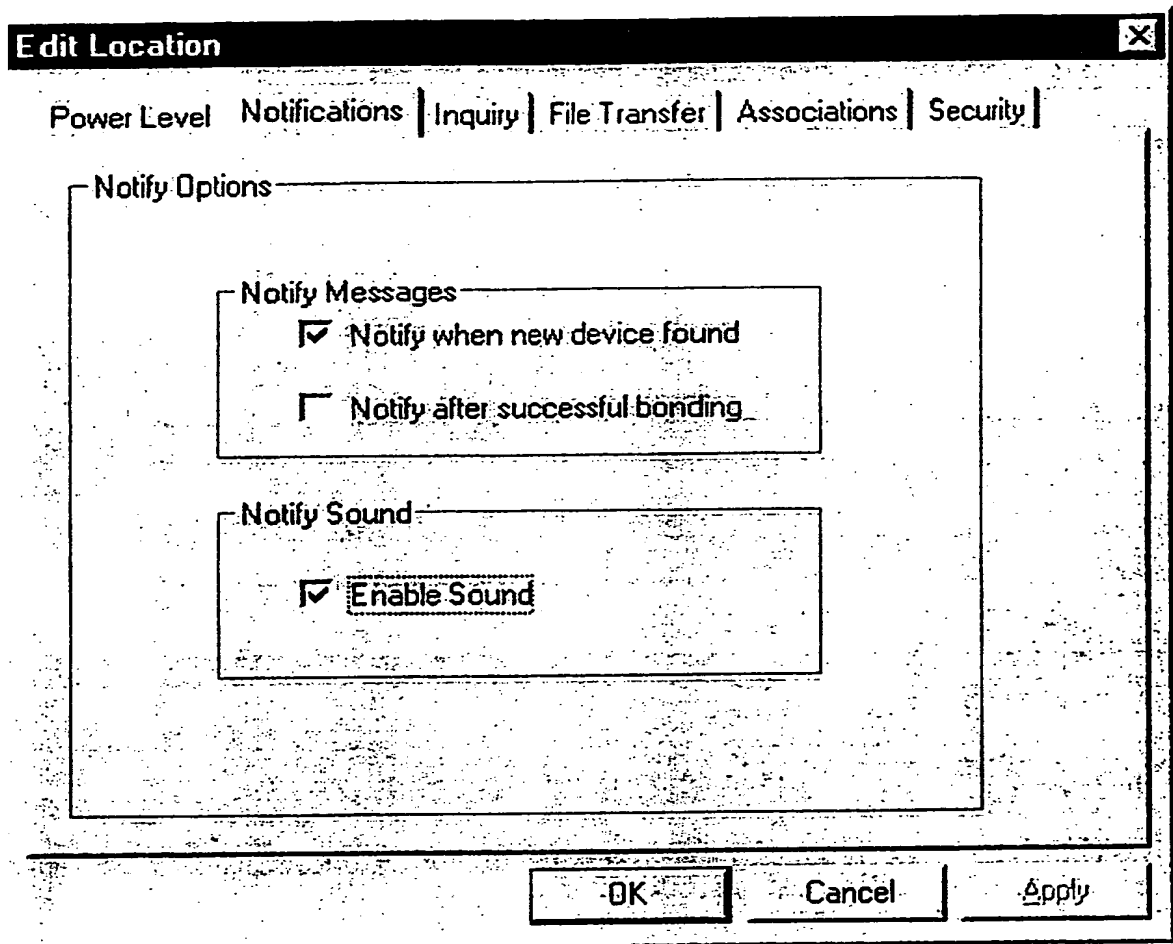 Edit Location
Power Level Notifications Inquiry File Transfer Associations Security
Notify Options
Notify Messages
Notify when new device found
Notify after successful bonding
Notify Sound
Enable Sound
OK Cancel Apply